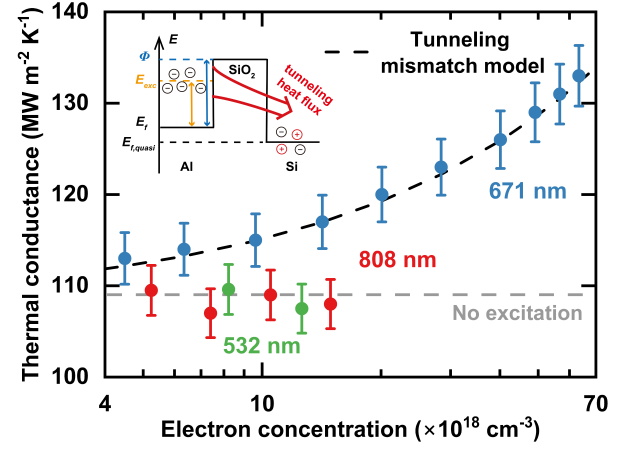 140
130
120
110
100
Thermal conductance (MW m⁻² K⁻¹)
E
Φ
E_exc
E_f
E_f,quasi
SiO₂
tunneling
heat flux
Al
Si
Tunneling
mismatch model
671 nm
808 nm
532 nm
No excitation
4
10
70
Electron concentration (×10¹⁸ cm⁻³)